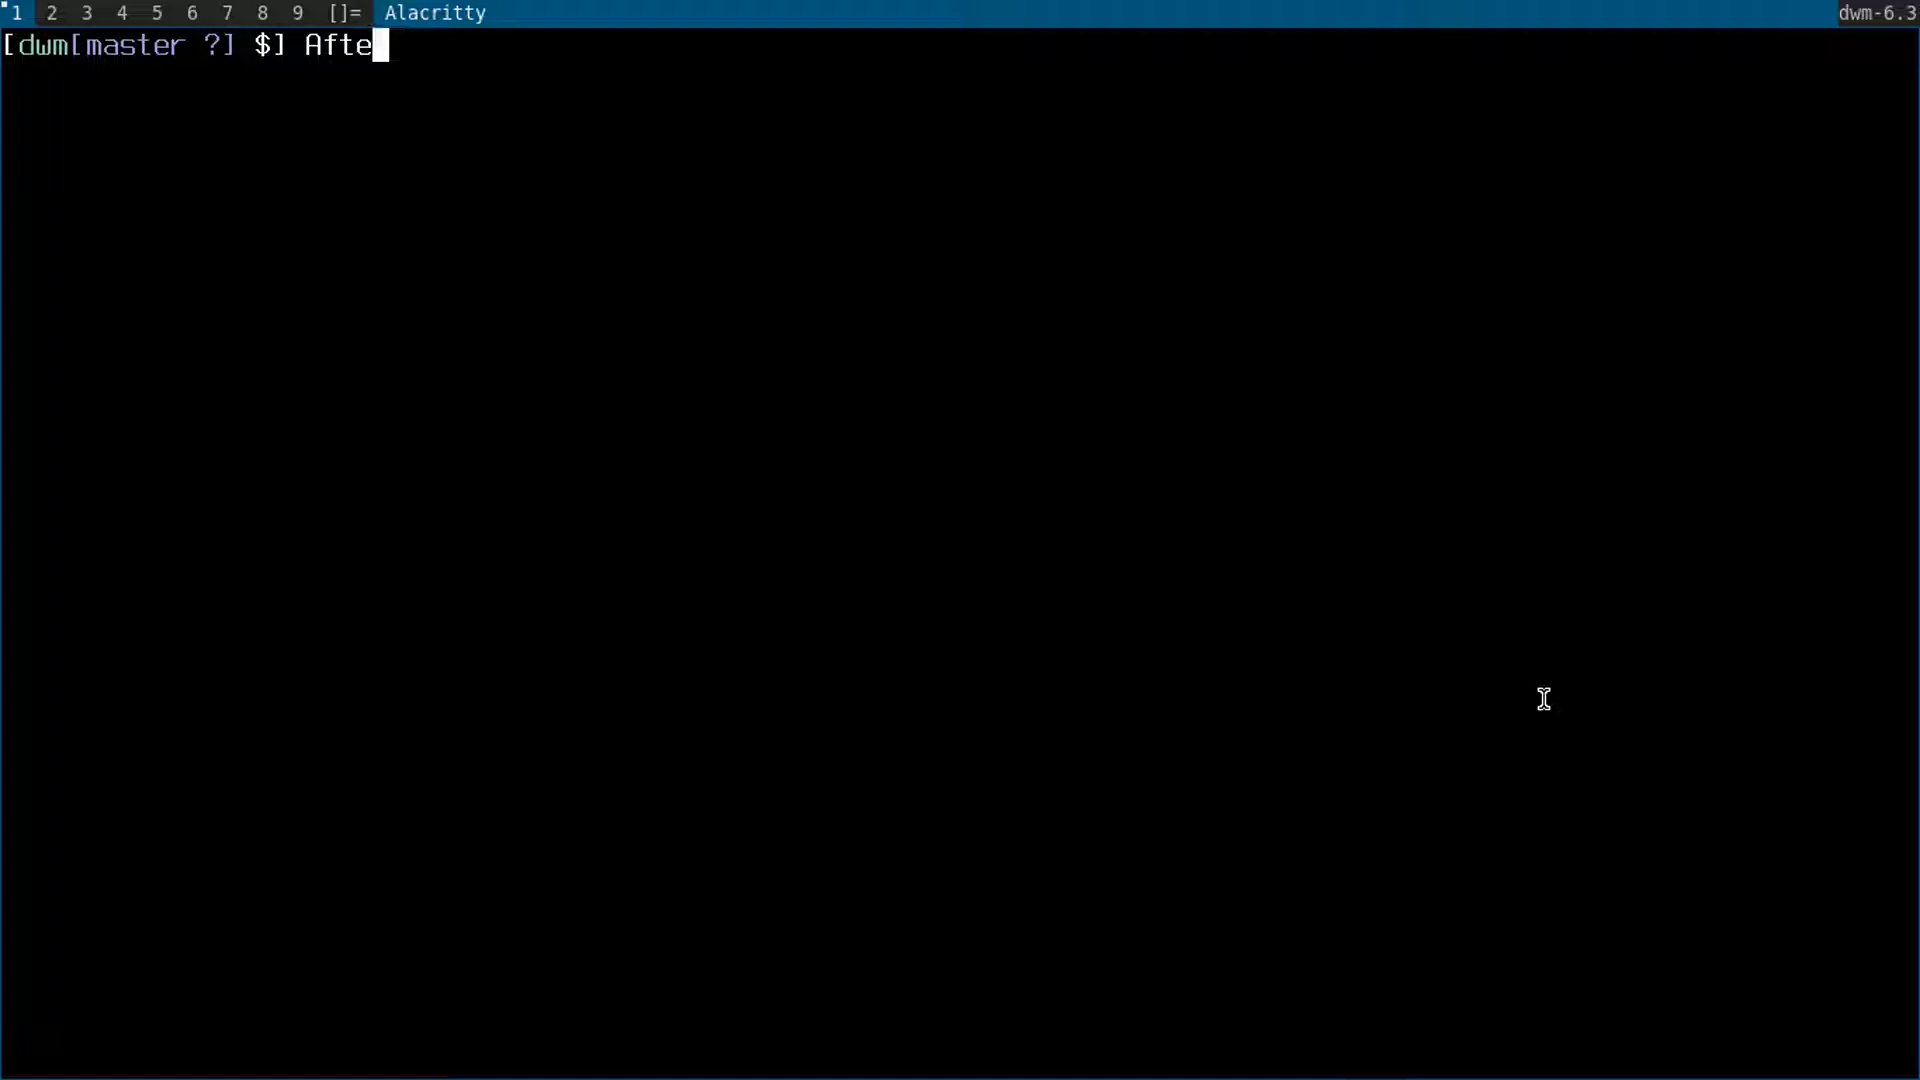 1 2 3 4 5 6 7 8 9 []= Alacritty dwm-6.3
[dwm[master ?] $] Afte